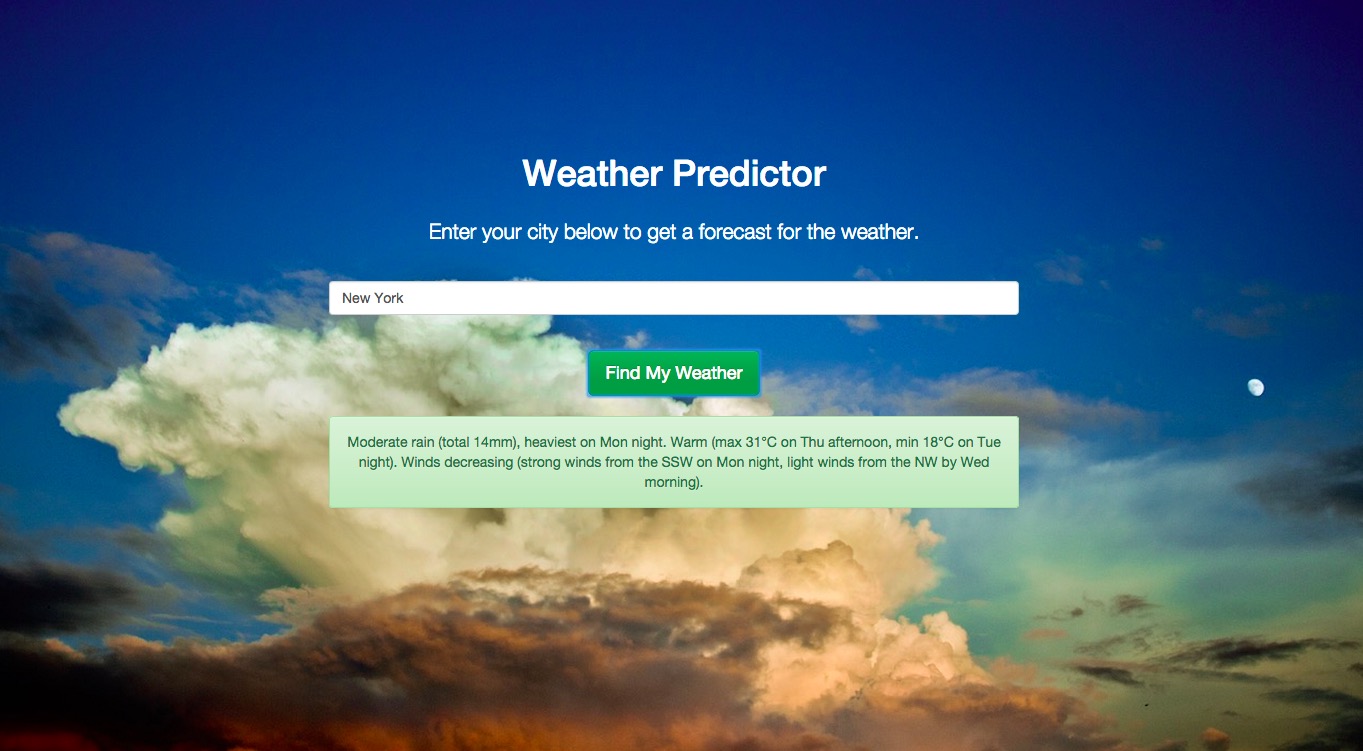 Weather Predictor
Enter your city below to get a forecast for the weather.
New York
Find My Weather
Moderate rain (total 14mm), heaviest on Mon night. Warm (max 31°C on Thu afternoon, min 18°C on Tue
night). Winds decreasing (strong winds from the SSW on Mon night, light winds from the NW by Wed
morning).